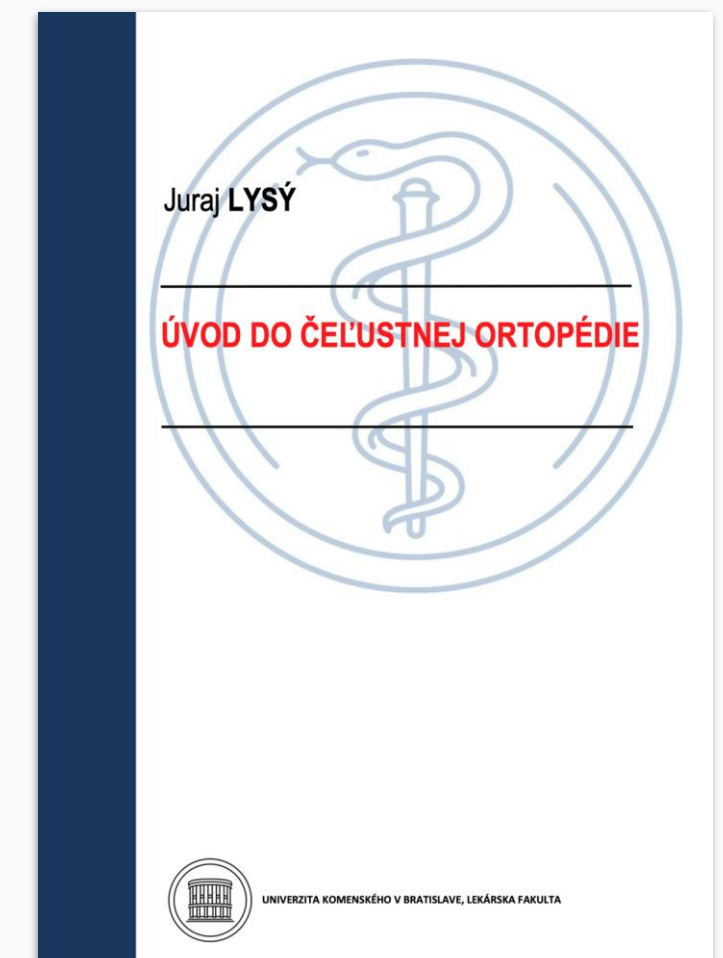 Juraj LYSÝ
ÚVOD DO ČEĽUSTNEJ ORTOPÉDIE
UNIVERZITA KOMENSKÉHO V BRATISLAVE, LEKÁRSKA FAKULTA